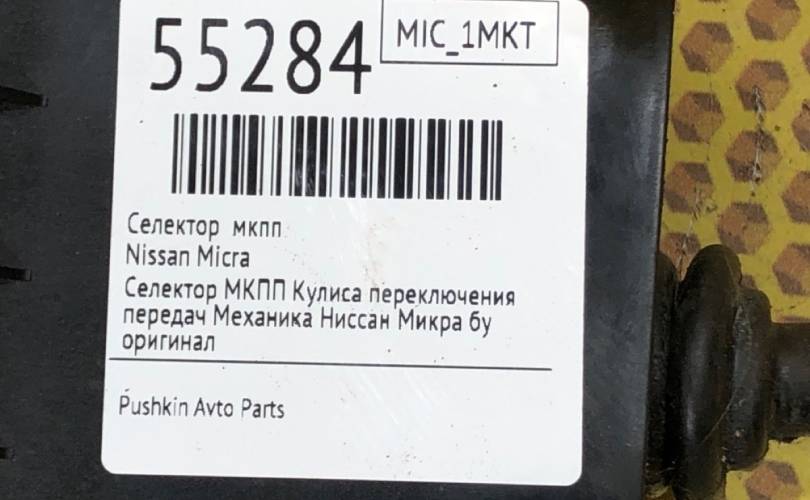 55284
MIC_1MKT
Селектор мкпп
Nissan Micra
Селектор МКПП Кулиса переключения
передач Механика Ниссан Микра бу
оригинал
Pushkin Avto Parts